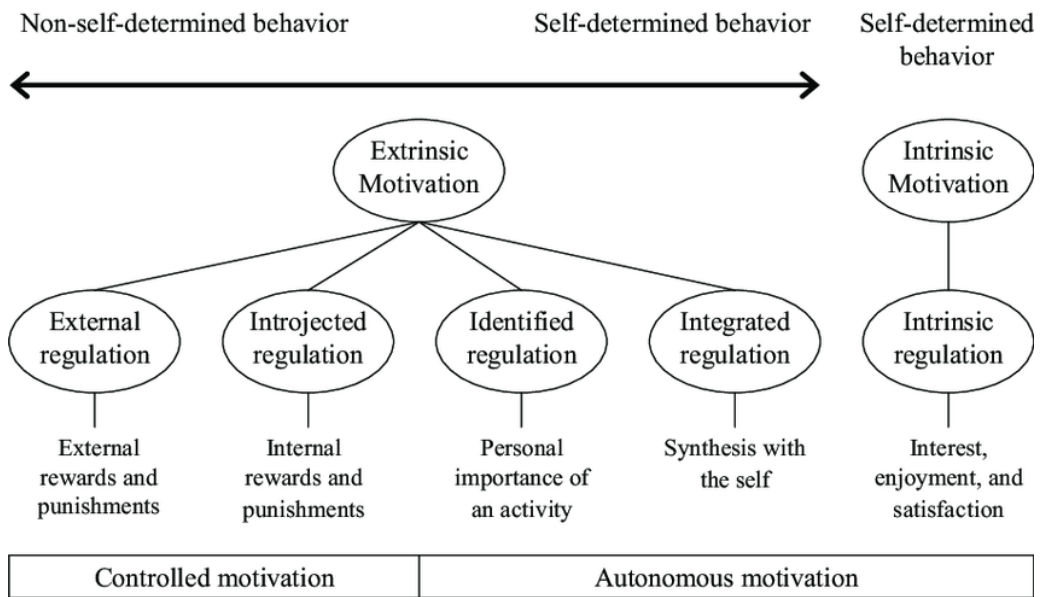 Non-self-determined behavior
Self-determined behavior
Self-determined
behavior
Extrinsic
Motivation
Intrinsic
Motivation
External
regulation
Introjected
regulation
Identified
regulation
Integrated
regulation
Intrinsic
regulation
External
rewards and
punishments
Internal
rewards and
punishments
Personal
importance of
an activity
Synthesis with
the self
Interest,
enjoyment, and
satisfaction
Controlled motivation
Autonomous motivation